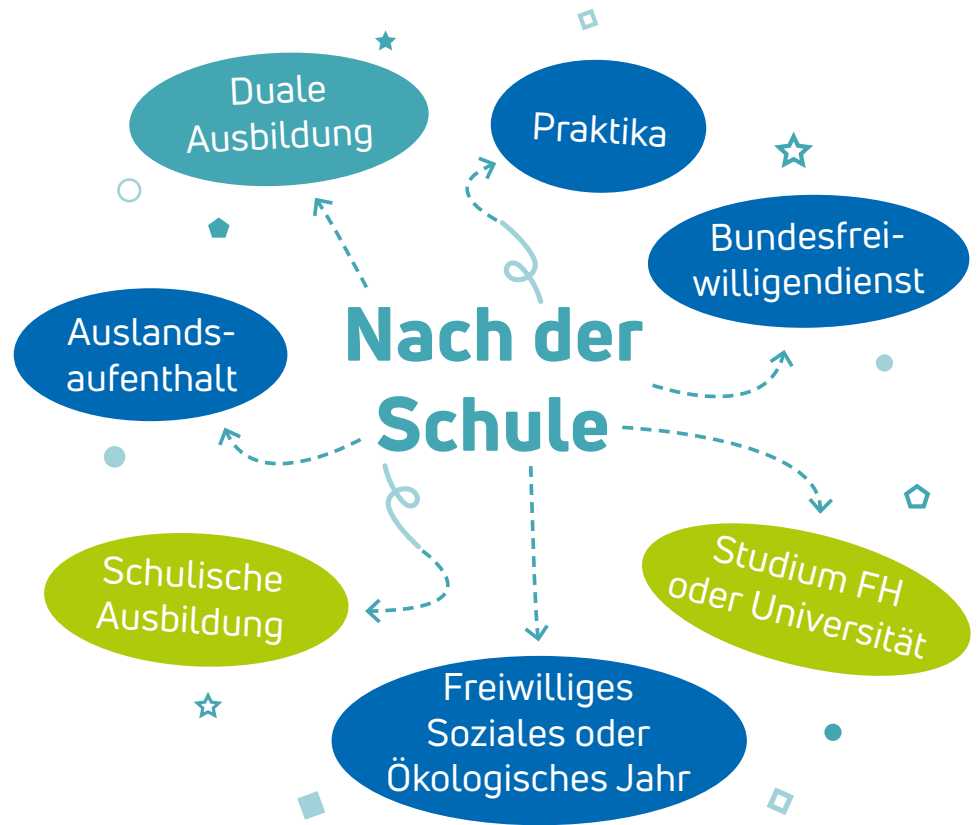 Duale
Ausbildung
Praktika
Bundesfrei-
willigendienst
Auslands-
aufenthalt
Nach der
Schule
Schulische
Ausbildung
Studium FH
oder Universität
Freiwilliges
Soziales oder
Ökologisches Jahr